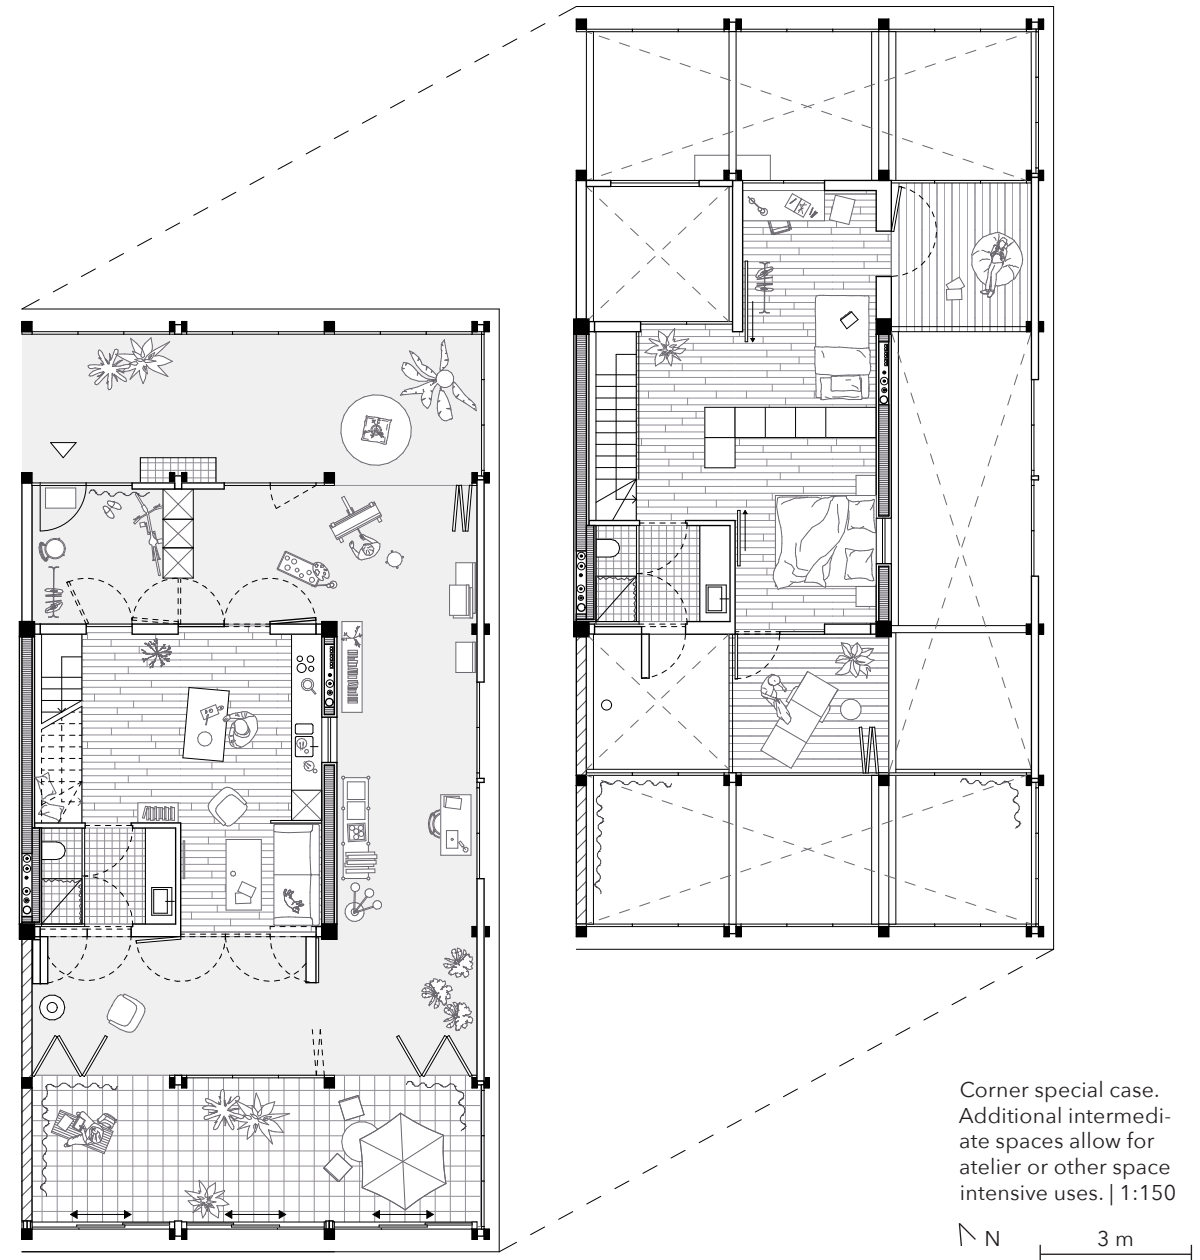 Corner special case.
Additional intermedi-
ate spaces allow for
atelier or other space
intensive uses. | 1:150
N
3 m